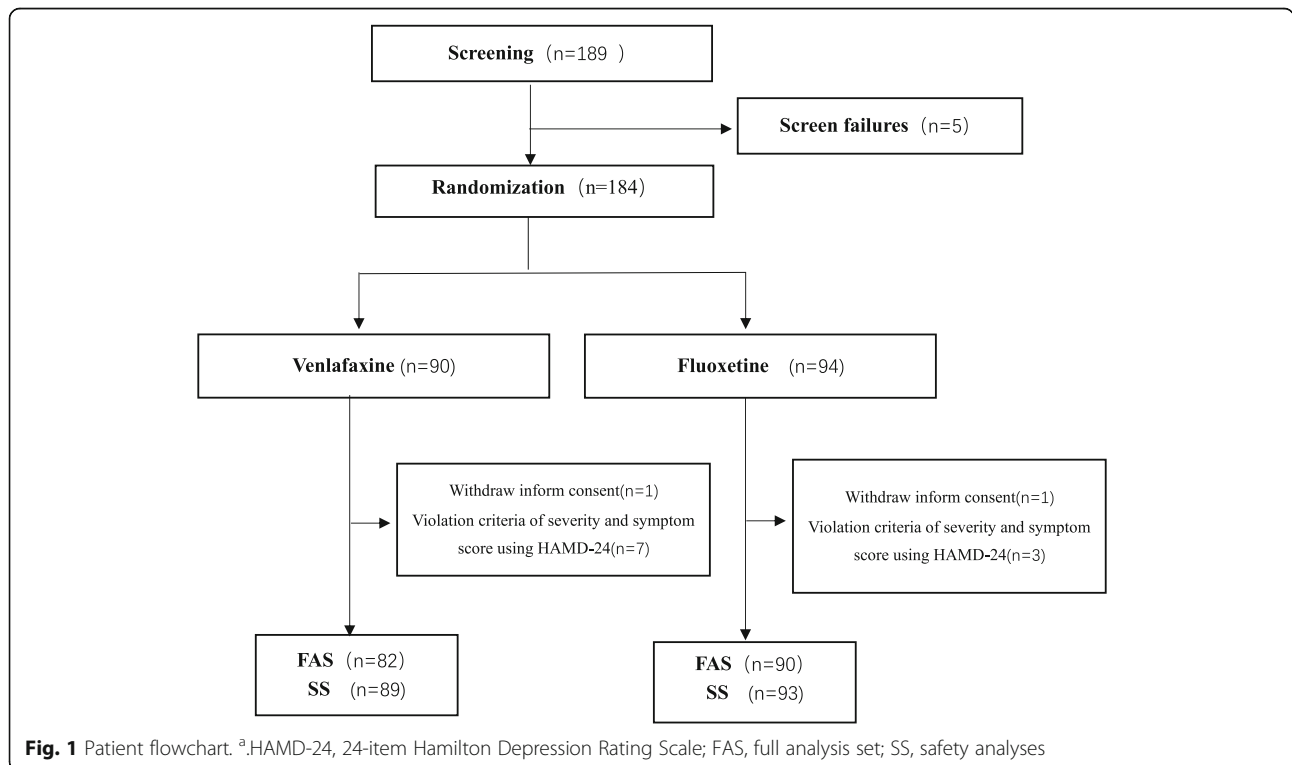 Screening (n=189 )
Screen failures (n=5)
Randomization (n=184)
Venlafaxine (n=90)
Fluoxetine (n=94)
Withdraw inform consent(n=1)
Violation criteria of severity and symptom
score using HAMD-24(n=7)
Withdraw inform consent(n=1)
Violation criteria of severity and symptom
score using HAMD-24(n=3)
FAS (n=82)
SS (n=89)
FAS (n=90)
SS (n=93)
Fig. 1 Patient flowchart. a.HAMD-24, 24-item Hamilton Depression Rating Scale; FAS, full analysis set; SS, safety analyses